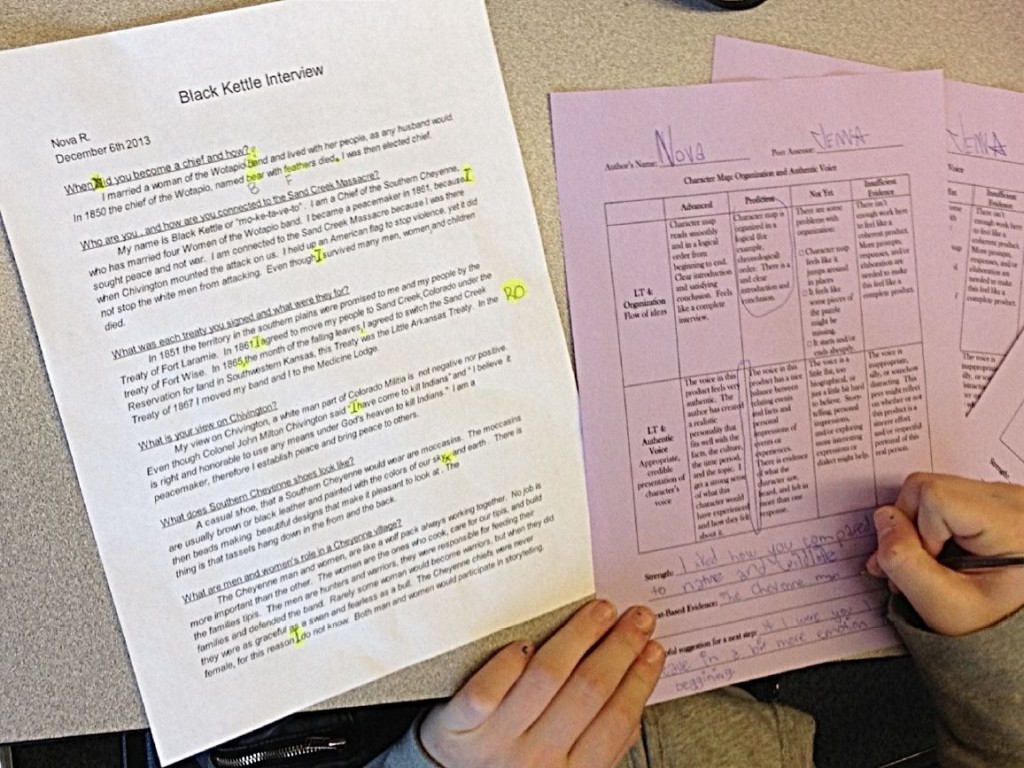 Black Kettle Interview
Nova R.
December 6th 2013
When did you become a chief and how?
I married a woman of the Wotapio band and lived with her people, as any husband would.
In 1850 the chief of the Wotapio, named bear with feathers died. I was then elected chief.
B F
Who are you , and how are you connected to the Sand Creek Massacre?
My name is Black Kettle or "mo-ke-ta-ve-to" . I am a Chief of the Southern Cheyenne, I
who has married four Women of the Wotapio band. I became a peacemaker in 1861, because
sought peace and not war. I am connected to the Sand Creek Massacre because I was there
when Chivington mounted the attack on us. I held up an American flag to stop violence, yet it did
not stop the white men from attacking. Even though I survived many men, women and children
died.
What was each treaty you signed and what were they for?
In 1851 the territory in the southern plains were promised to me and my people by the
Treaty of Fort Laramie. In 1861 I agreed to move my people to Sand Creek, Colorado under the
treaty of Fort Wise. In 1865, the month of the falling leaves, I agreed to switch the Sand Creek
Reservation for land in Southwestern Kansas, this Treaty was the Little Arkansas Treaty. In the
Treaty of 1867 I moved my band and I to the Medicine Lodge.
RO
What is your view on Chivington?
My view on Chivington, a white man part of Colorado Militia is not negative nor positive.
Even though Colonel John Milton Chivington said " I have come to kill Indians" and " I believe it
is right and honorable to use any means under God's heaven to kill Indians" " I am a
peacemaker, therefore I establish peace and bring peace to others.
What does Southern Cheyenne shoes look like?
A casual shoe, that a Southern Cheyenne would wear are moccasins. The moccasins
are usually brown or black leather and painted with the colors of our sky and earth . There is
then beads making beautiful designs that make it pleasant to look at . The
thing is that tassels hang down in the front and the back.
What are men and women's role in a Cheyenne village?
The Cheyenne man and women, are like a wolf pack always working together. No job is
more important than the other. The women are the ones who cook, care for our tipis, and build
the families tipis. The men are hunters and warriors, they were responsible for feeding their
families and defended the band. Rarely some woman would become warriors, but when they did
they were as graceful as a swan and fearless as a bull. The Cheyenne chiefs were never
female, for this reason I do not know. Both man and women would participate in storytelling.
Author's Name: Nova Peer Assessor: JENNA
Character Map: Organization and Authentic Voice
Advanced
Proficient
Not Yet
Insufficient
Evidence
LT 4:
Organization
Flow of ideas
Character map
reads smoothly
and in a logical
order from
beginning to end.
Clear introduction
and satisfying
conclusion. Feels
like a complete
interview.
Character map is
organized in a
logical (for
example,
chronological)
order. There is a
clear
introduction and
conclusion.
There are some
problems with
organization:
Character map
feels like it
jumps around
in places
It feels like
some pieces of
the puzzle
might be
missing.
It starts and/or
ends abruptly
There isn't
enough work here
to feel like a
coherent product.
More prompts,
responses, and/or
elaboration are
needed to make
this feel like a
complete product.
LT 4:
Authentic
Voice
Appropriate,
credible
presentation of
character's
voice
The voice in this
product feels very
authentic. The
author has created
a realistic
personality that
fits well with the
facts, the culture,
the time period,
and the topic. I
get a strong sense
of what this
character would
have experienced
and how they felt
about it.
The voice in this
product has a nice
balance between
telling events
and facts and
personal
impressions of
events or
experiences.
There is evidence
of what the
character saw,
heard, and felt in
more than one
response.
The voice is a
little flat, too
biographical, or
just hard to
believe. Story-
telling, personal
impressions,
and/or exploring
some interesting
expressions or
dialect might help.
The voice is
inappropriate,
silly, or somehow
distracting. This
piece might reflect
on whether or not
this product is a
sincere effort
and/or respectful
portrayal of this
real person.
Strength: I liked how you compared
to nature and wildlife
-Based Evidence: The cheyenne man
suggestion for a next step: if I were you I
in a bit more emotion
beggining
JENNA